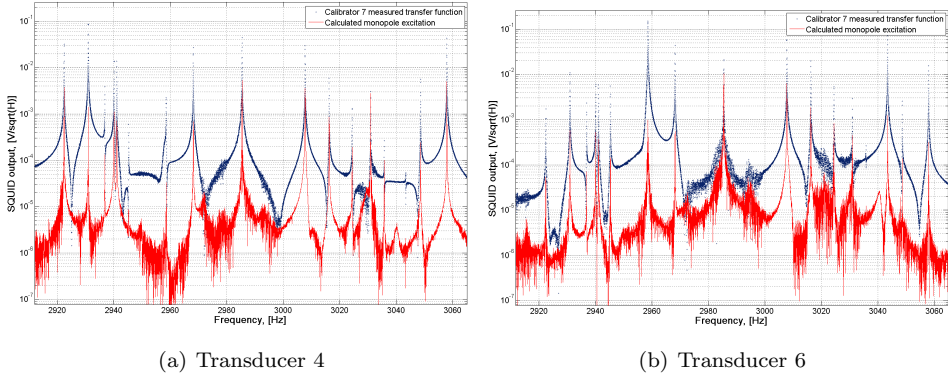 Calibrator 7 measured transfer function
Calculated monopole excitation
10⁻¹
10⁻²
10⁻³
10⁻⁴
10⁻⁵
10⁻⁶
10⁻⁷
SQUID output, [V/sqrt(H)]
2920 2940 2960 2980 3000 3020 3040 3060
Frequency, [Hz]
(a) Transducer 4
Calibrator 7 measured transfer function
Calculated monopole excitation
10⁻¹
10⁻²
10⁻³
10⁻⁴
10⁻⁵
10⁻⁶
10⁻⁷
SQUID output, [V/sqrt(H)]
2920 2940 2960 2980 3000 3020 3040 3060
Frequency, [Hz]
(b) Transducer 6